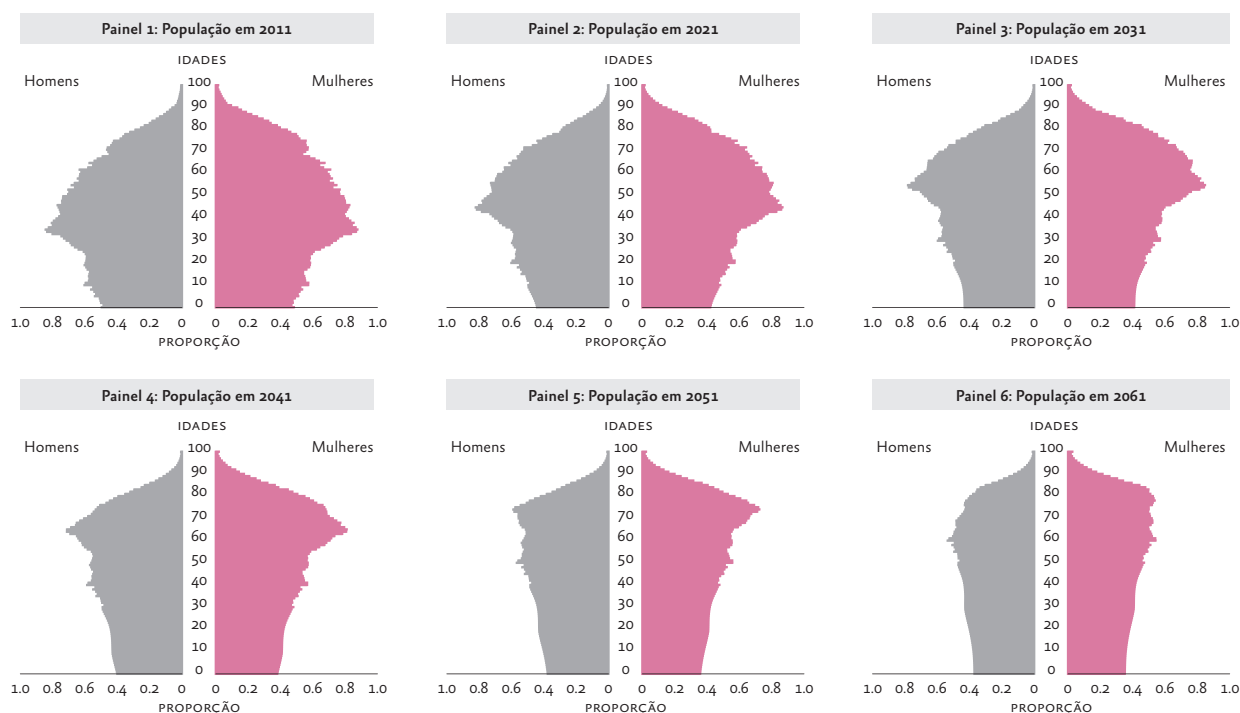 Painel 1: População em 2011
IDADES
Homens
Mulheres
100
90
80
70
60
50
40
30
20
10
0
1.0 0.8 0.6 0.4 0.2 0 0 0.2 0.4 0.6 0.8 1.0
PROPORÇÃO
Painel 2: População em 2021
IDADES
Homens
Mulheres
100
90
80
70
60
50
40
30
20
10
0
1.0 0.8 0.6 0.4 0.2 0 0 0.2 0.4 0.6 0.8 1.0
PROPORÇÃO
Painel 3: População em 2031
IDADES
Homens
Mulheres
100
90
80
70
60
50
40
30
20
10
0
1.0 0.8 0.6 0.4 0.2 0 0 0.2 0.4 0.6 0.8 1.0
PROPORÇÃO
Painel 4: População em 2041
IDADES
Homens
Mulheres
100
90
80
70
60
50
40
30
20
10
0
1.0 0.8 0.6 0.4 0.2 0 0 0.2 0.4 0.6 0.8 1.0
PROPORÇÃO
Painel 5: População em 2051
IDADES
Homens
Mulheres
100
90
80
70
60
50
40
30
20
10
0
1.0 0.8 0.6 0.4 0.2 0 0 0.2 0.4 0.6 0.8 1.0
PROPORÇÃO
Painel 6: População em 2061
IDADES
Homens
Mulheres
100
90
80
70
60
50
40
30
20
10
0
1.0 0.8 0.6 0.4 0.2 0 0 0.2 0.4 0.6 0.8 1.0
PROPORÇÃO